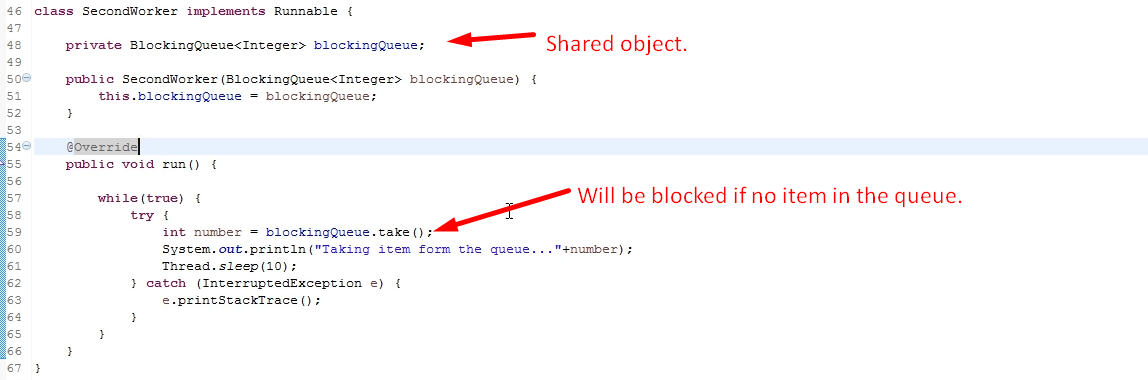 46 class SecondWorker implements Runnable {
47
48 private BlockingQueue<Integer> blockingQueue; Shared object.
49
50 public SecondWorker(BlockingQueue<Integer> blockingQueue) {
51 this.blockingQueue = blockingQueue;
52 }
53
54 @Override
55 public void run() {
56
57 while(true) { Will be blocked if no item in the queue.
58 try {
59 int number = blockingQueue.take();
60 System.out.println("Taking item form the queue..."+number);
61 Thread.sleep(10);
62 } catch (InterruptedException e) {
63 e.printStackTrace();
64 }
65 }
66 }
67 }